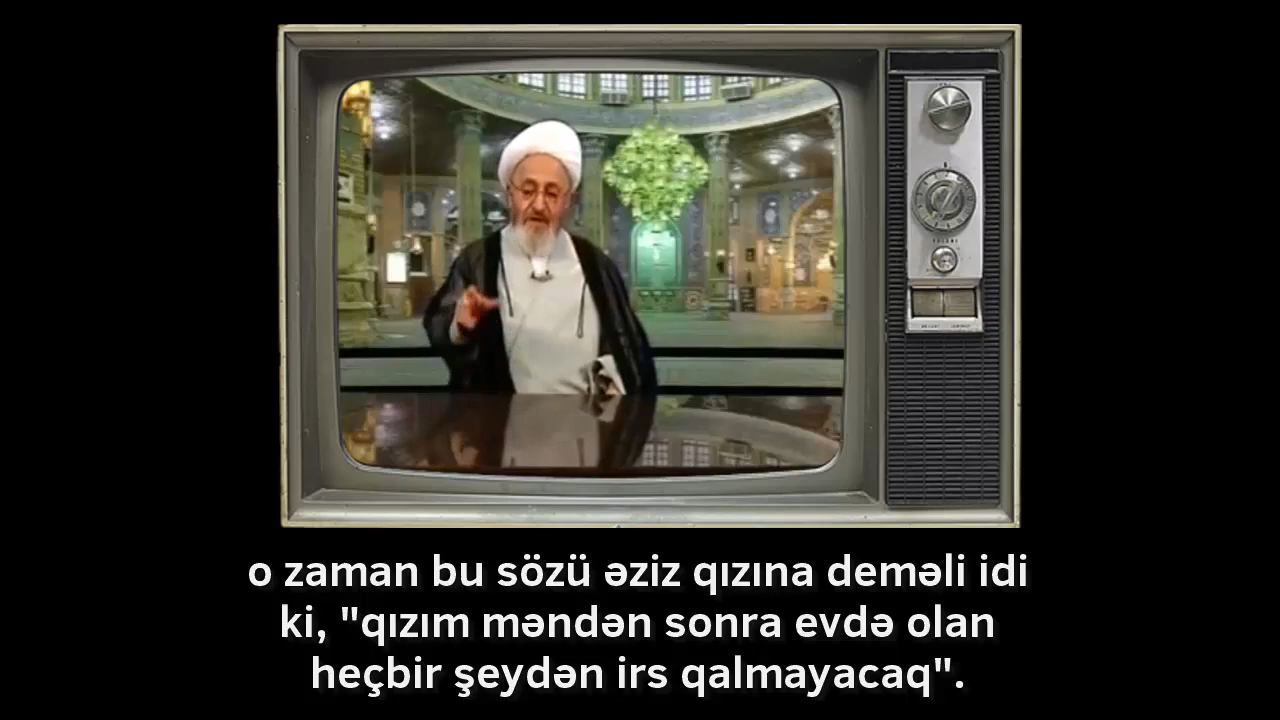 o zaman bu sözü əziz qızına deməli idi
ki, "qızım məndən sonra evdə olan
heçbir şeydən irs qalmayacaq".